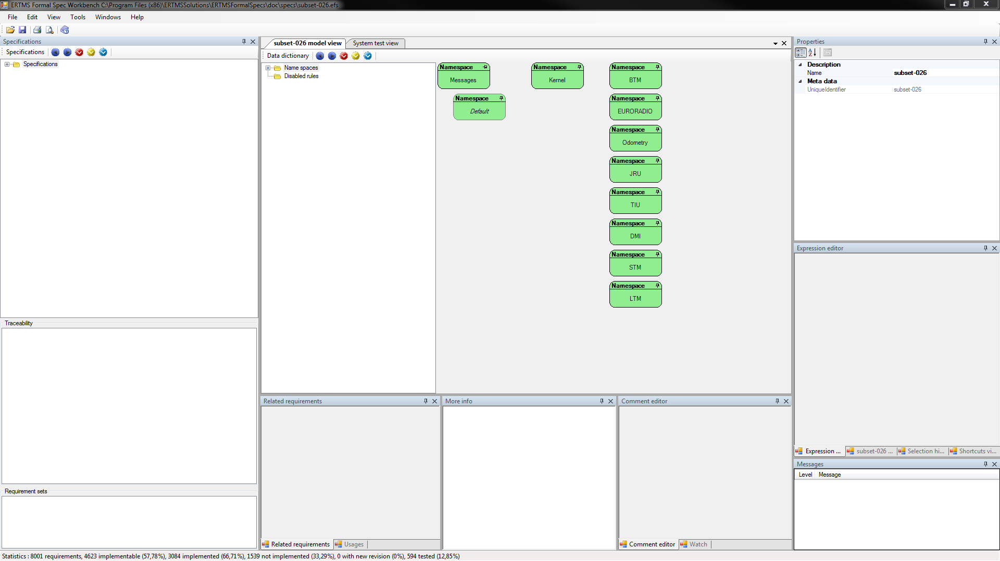 ERTMS Formal Spec Workbench C:\Program Files (x86)\ERTMSSolutions\ERTMSFormalSpecs\doc\specs\subset-026.efs
File Edit View Tools Windows Help
Specifications
Specifications
Specifications
Traceability
Requirement sets
subset-026 model view System test view
Data dictionary
Name spaces
Disabled rules
Namespace
Messages
Namespace
Default
Namespace
Kernel
Namespace
BTM
Namespace
EURORADIO
Namespace
Odometry
Namespace
JRU
Namespace
TIU
Namespace
DMI
Namespace
STM
Namespace
LTM
Related requirements
Related requirements Usages
More info
Comment editor
Comment editor Watch
Properties
Description
Name subset-026
Meta data
UniqueIdentifier subset-026
Expression editor
Expression ... subset-026 ... Selection hi... Shortcuts vi...
Messages
Level Message
Statistics : 8001 requirements, 4623 implementable (57,78%), 3084 implemented (66,71%), 1539 not implemented (33,29%), 0 with new revision (0%), 594 tested (12,85%)